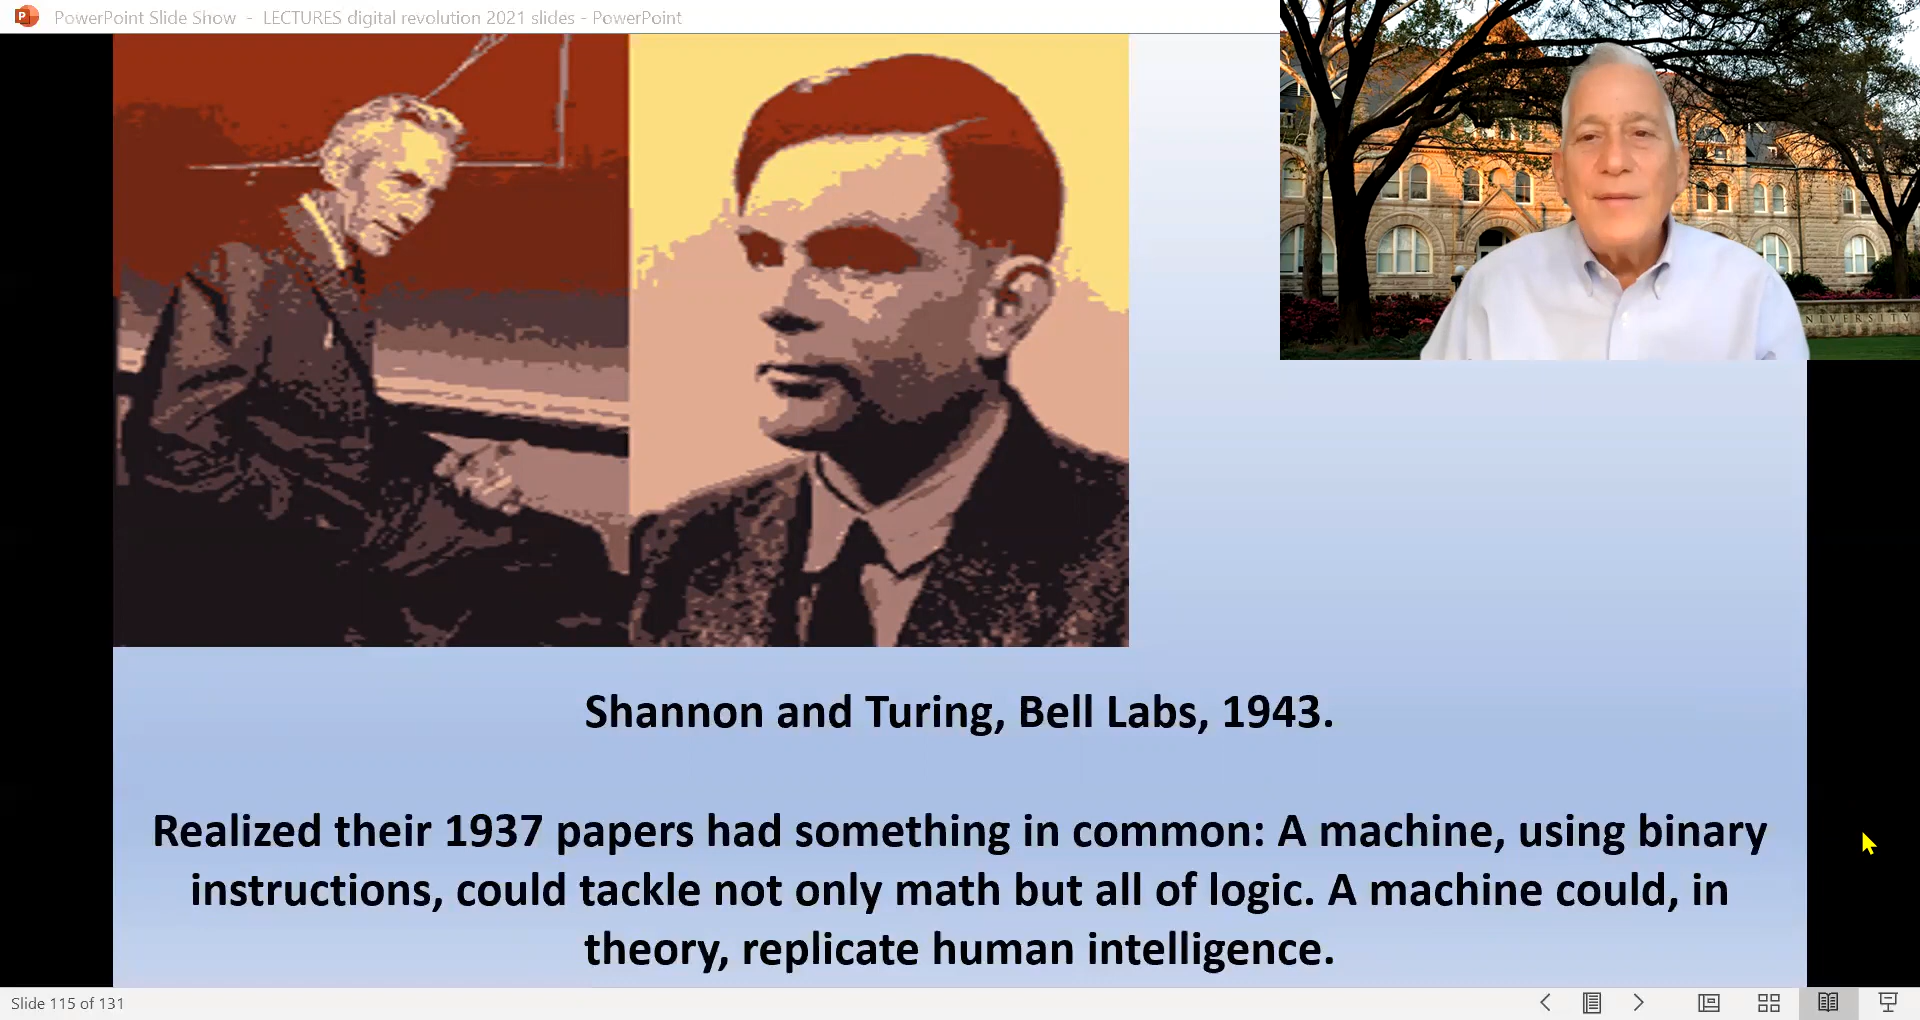 P PowerPoint Slide Show - LECTURES digital revolution 2021 slides - PowerPoint
NIVERSITY
Shannon and Turing, Bell Labs, 1943.
Realized their 1937 papers had something in common: A machine, using binary
instructions, could tackle not only math but all of logic. A machine could, in
theory, replicate human intelligence.
Slide 115 of 131